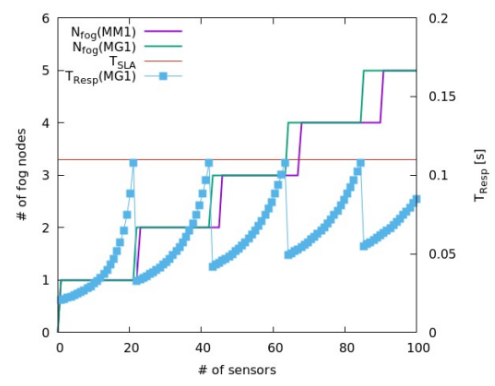 N_fog(MM1)
N_fog(MG1)
T_SLA
T_Resp(MG1)
6
5
4
3
2
1
0
# of fog nodes
0.2
0.15
0.1
0.05
0
T_Resp [s]
0 20 40 60 80 100
# of sensors